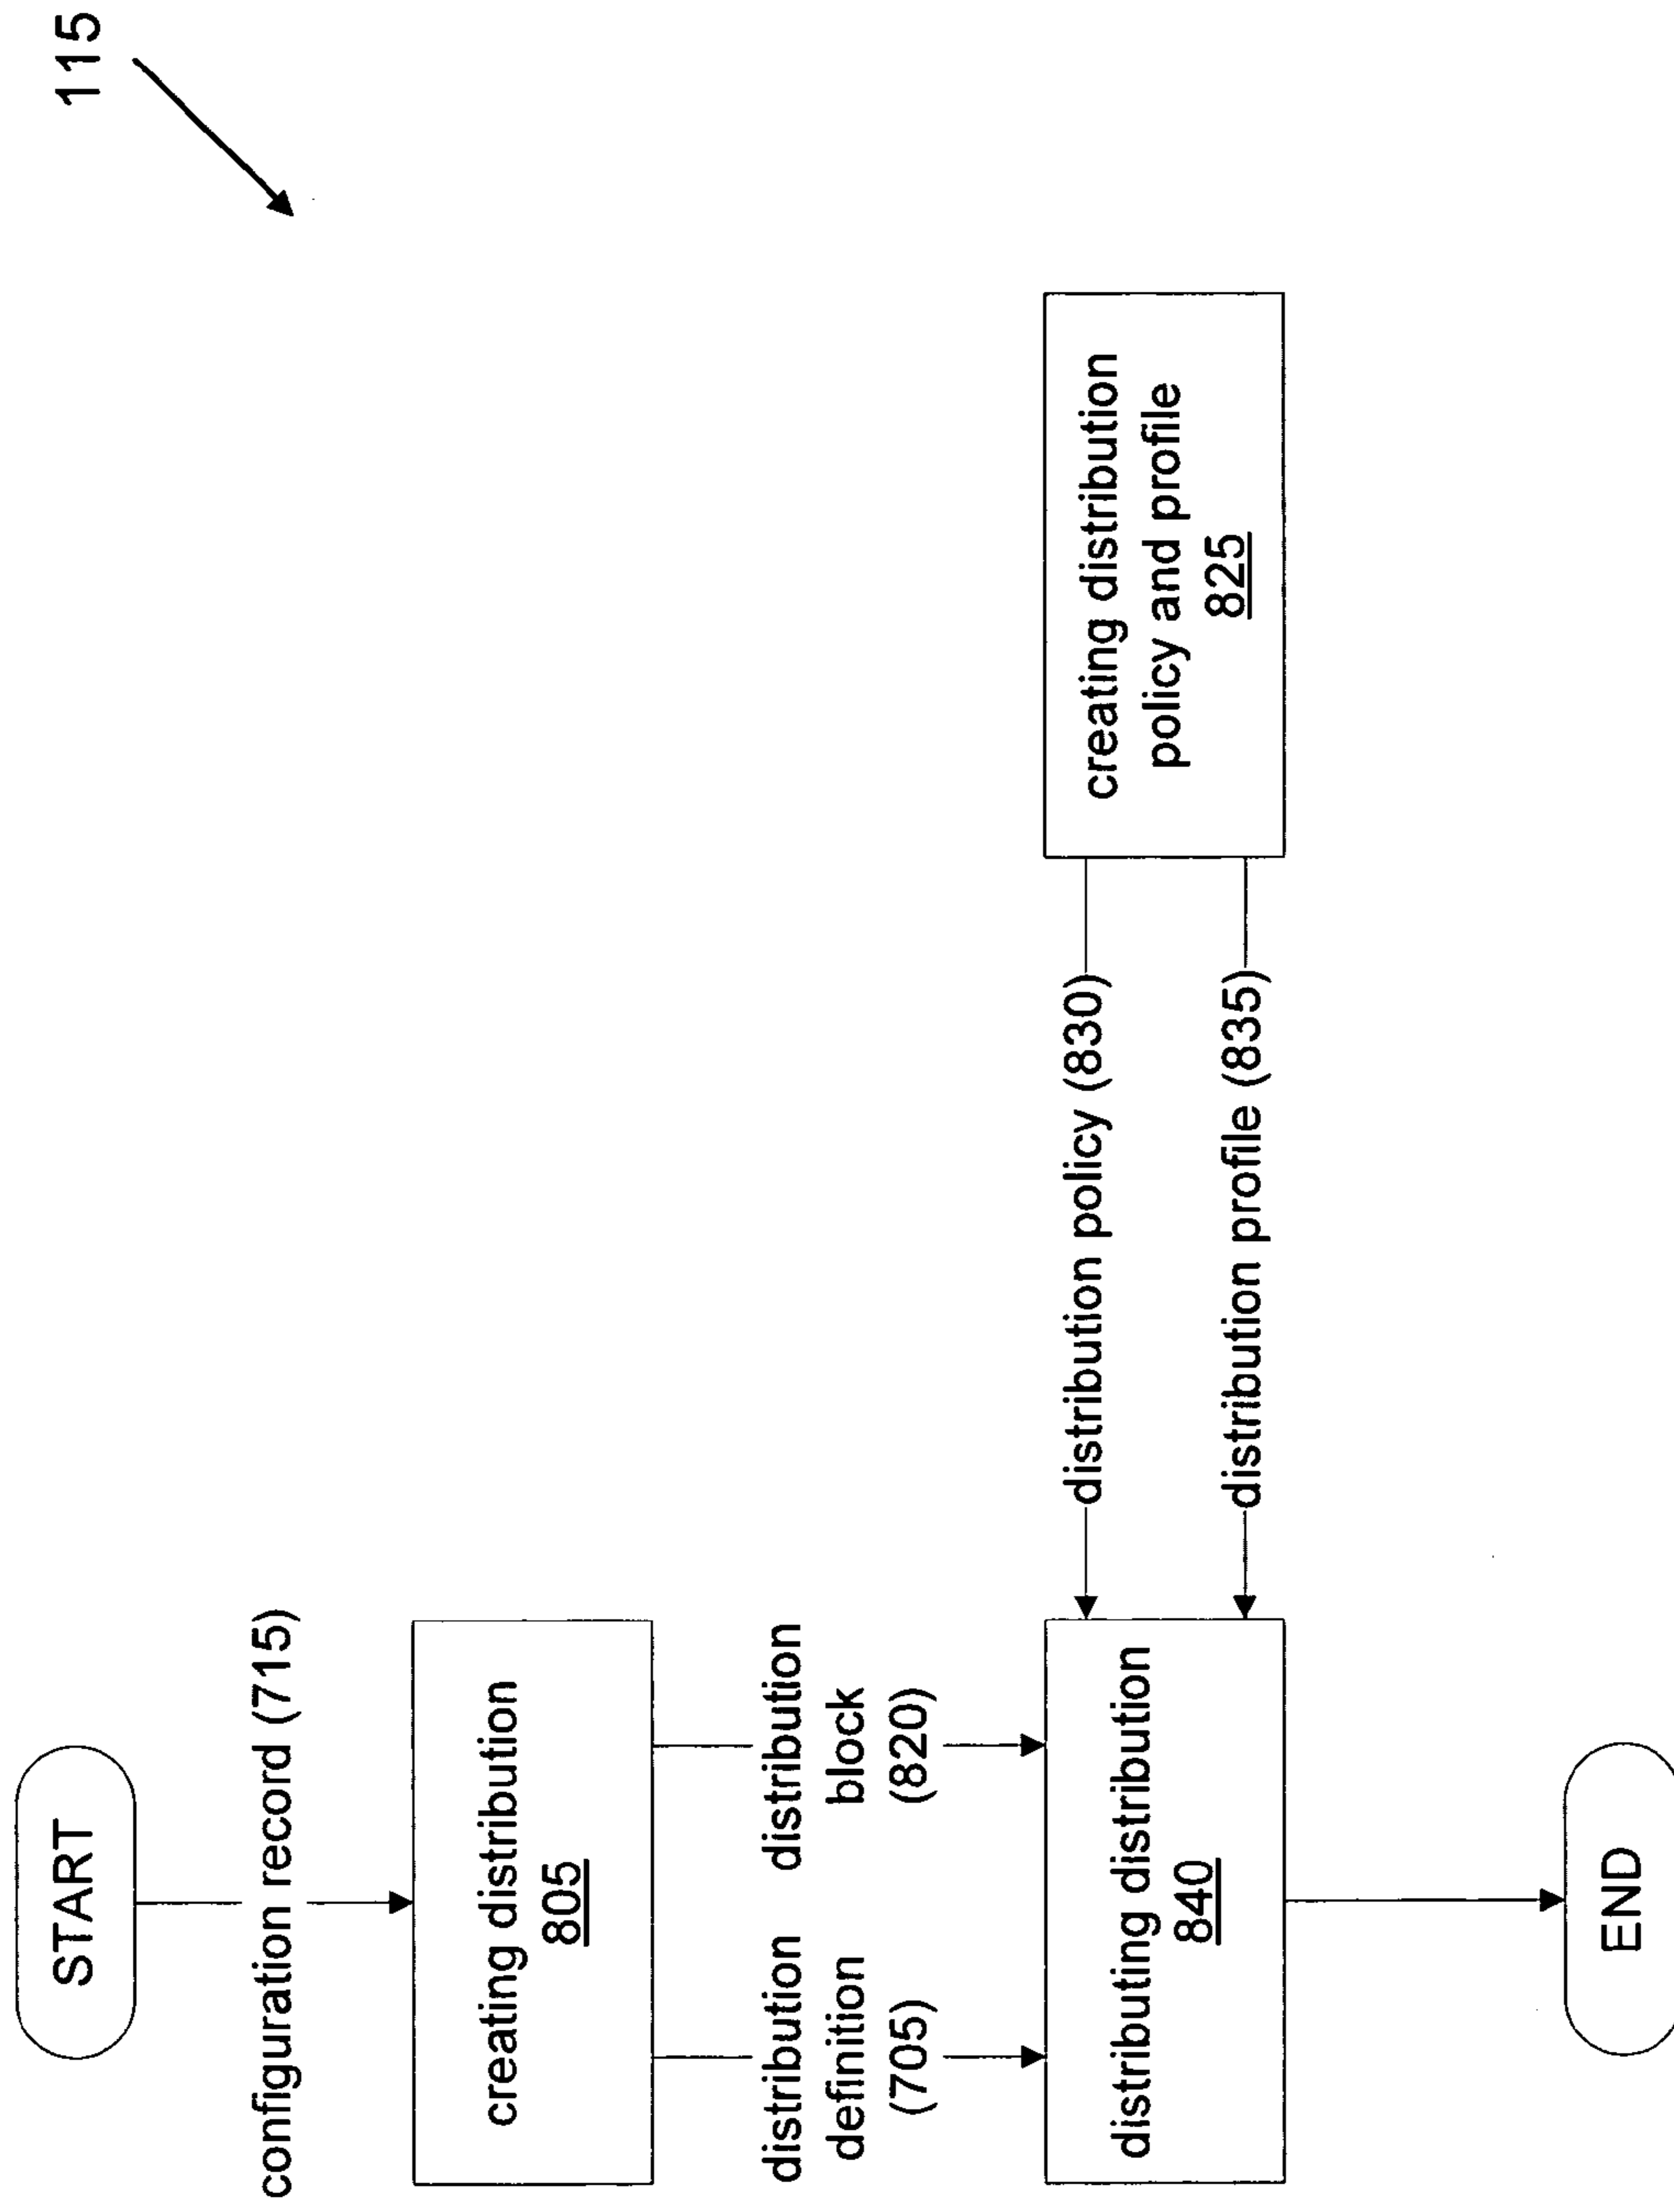 115
START
configuration record (715)
creating distribution
805
distribution
definition
(705)
distribution
block
(820)
distributing distribution
840
distribution policy (830)
distribution profile (835)
creating distribution
policy and profile
825
END